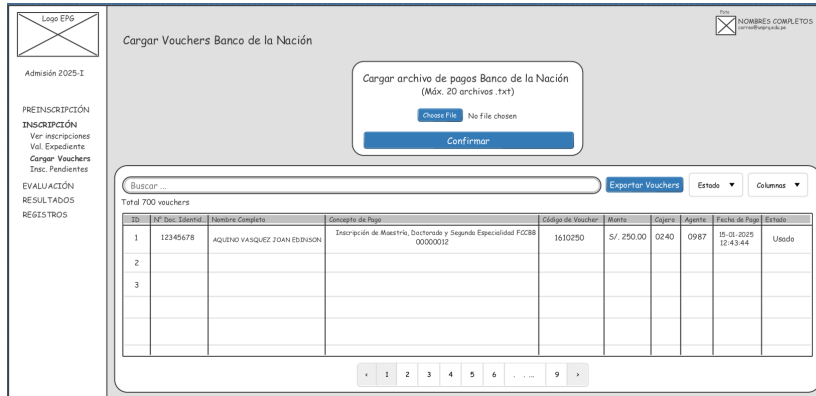 Logo EPG
Foto
NOMBRES COMPLETOS
correo@unprg.edu.pe
Cargar Vouchers Banco de la Nación
Admisión 2025-I
PREINSCRIPCIÓN
INSCRIPCIÓN
Ver inscripciones
Val. Expediente
Cargar Vouchers
Insc. Pendientes
EVALUACIÓN
RESULTADOS
REGISTROS
Cargar archivo de pagos Banco de la Nación
(Máx. 20 archivos .txt)
Choose File No file chosen
Confirmar
Buscar ... Exportar Vouchers Estado ▼ Columnas ▼
Total 700 vouchers
ID N° Doc. Identid... Nombre Completo Concepto de Pago Código de Voucher Monto Cajero Agente Fecha de Pago Estado
1 12345678 AQUINO VASQUEZ JOAN EDINSON Inscripción de Maestría, Doctorado y Segunda Especialidad FCCBB 1610250 S/. 250.00 0240 0987 15-01-2025 Usado
00000012 12:43:44
2
3
‹ 1 2 3 4 5 6 . . ... 9 ›